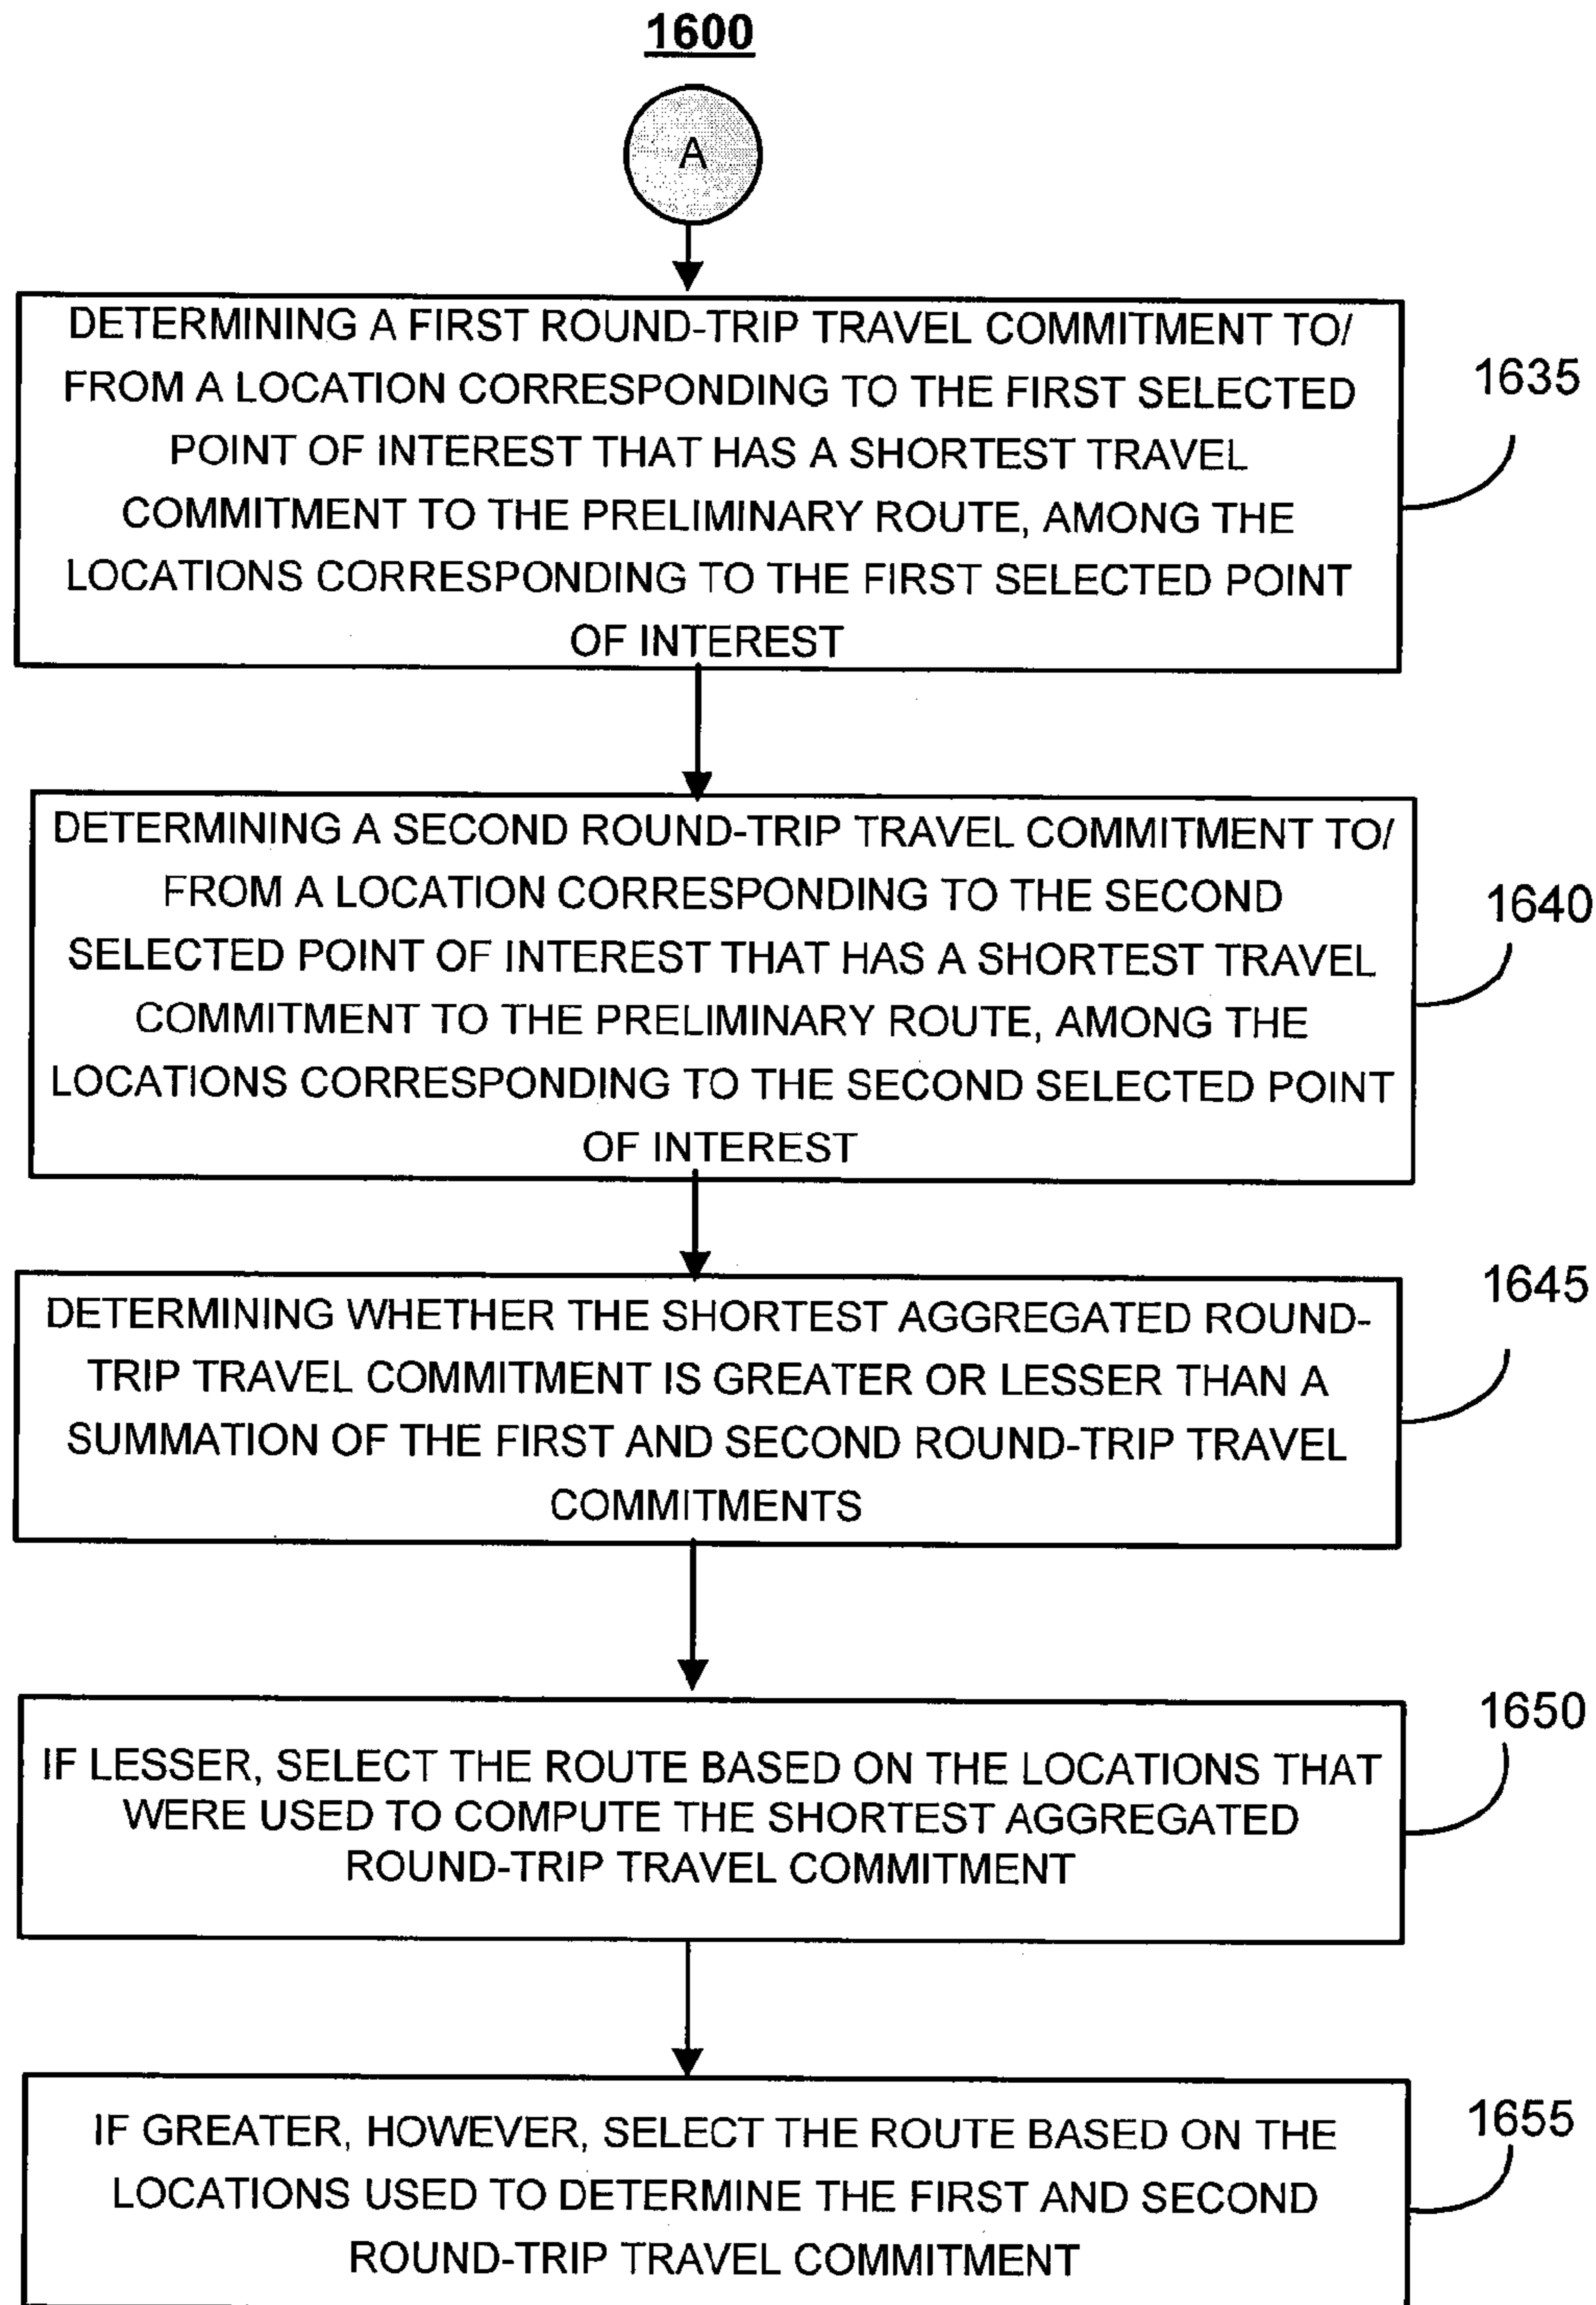 1600
A
DETERMINING A FIRST ROUND-TRIP TRAVEL COMMITMENT TO/
FROM A LOCATION CORRESPONDING TO THE FIRST SELECTED
POINT OF INTEREST THAT HAS A SHORTEST TRAVEL
COMMITMENT TO THE PRELIMINARY ROUTE, AMONG THE
LOCATIONS CORRESPONDING TO THE FIRST SELECTED POINT
OF INTEREST
1635
DETERMINING A SECOND ROUND-TRIP TRAVEL COMMITMENT TO/
FROM A LOCATION CORRESPONDING TO THE SECOND
SELECTED POINT OF INTEREST THAT HAS A SHORTEST TRAVEL
COMMITMENT TO THE PRELIMINARY ROUTE, AMONG THE
LOCATIONS CORRESPONDING TO THE SECOND SELECTED POINT
OF INTEREST
1640
DETERMINING WHETHER THE SHORTEST AGGREGATED ROUND-
TRIP TRAVEL COMMITMENT IS GREATER OR LESSER THAN A
SUMMATION OF THE FIRST AND SECOND ROUND-TRIP TRAVEL
COMMITMENTS
1645
IF LESSER, SELECT THE ROUTE BASED ON THE LOCATIONS THAT
WERE USED TO COMPUTE THE SHORTEST AGGREGATED
ROUND-TRIP TRAVEL COMMITMENT
1650
IF GREATER, HOWEVER, SELECT THE ROUTE BASED ON THE
LOCATIONS USED TO DETERMINE THE FIRST AND SECOND
ROUND-TRIP TRAVEL COMMITMENT
1655